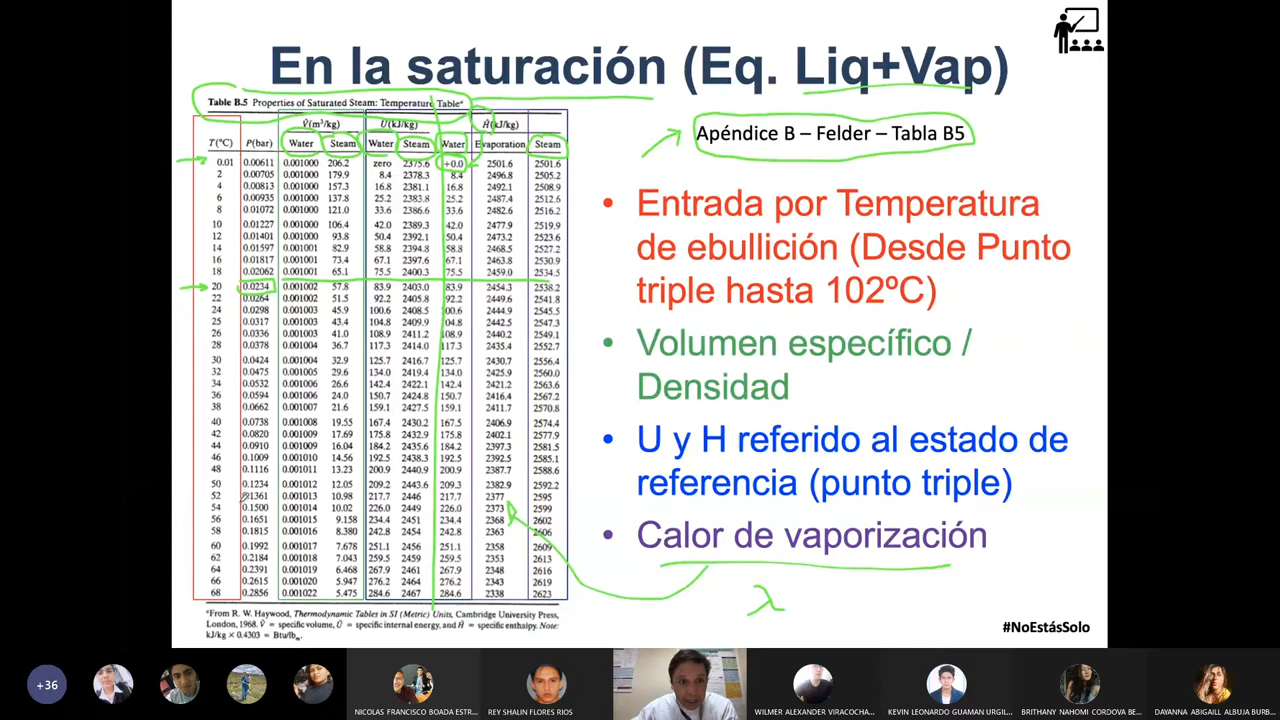 En la saturación (Eq. Liq+Vap)
Table B.5 Properties of Saturated Steam: Temperature Tableᵃ
V̂(m³/kg) Û(kJ/kg) Ĥ(kJ/kg)
T(°C) P(bar) Water Steam Water Steam Water Evaporation Steam
0.01 0.00611 0.001000 206.2 zero 2375.6 +0.0 2501.6 2501.6
2 0.00705 0.001000 179.9 8.4 2378.3 8.4 2496.8 2505.2
4 0.00813 0.001000 157.3 16.8 2381.1 16.8 2492.1 2508.9
6 0.00935 0.001000 137.8 25.2 2383.8 25.2 2487.4 2512.6
8 0.01072 0.001000 121.0 33.6 2386.6 33.6 2482.6 2516.2
10 0.01227 0.001000 106.4 42.0 2389.3 42.0 2477.9 2519.9
12 0.01401 0.001000 93.8 50.4 2392.1 50.4 2473.2 2523.6
14 0.01597 0.001001 82.9 58.8 2394.8 58.8 2468.5 2527.2
16 0.01817 0.001001 73.4 67.1 2397.6 67.1 2463.8 2530.9
18 0.02062 0.001001 65.1 75.5 2400.3 75.5 2459.0 2534.5
20 0.0234 0.001002 57.8 83.9 2403.0 83.9 2454.3 2538.2
22 0.0264 0.001002 51.5 92.2 2405.8 92.2 2449.6 2541.8
24 0.0298 0.001003 45.9 100.6 2408.5 100.6 2444.9 2545.5
25 0.0317 0.001003 43.4 104.8 2409.9 104.8 2442.5 2547.3
26 0.0336 0.001003 41.0 108.9 2411.2 108.9 2440.2 2549.1
28 0.0378 0.001004 36.7 117.3 2414.0 117.3 2435.4 2552.7
30 0.0424 0.001004 32.9 125.7 2416.7 125.7 2430.7 2556.4
32 0.0475 0.001005 29.6 134.0 2419.4 134.0 2425.9 2560.0
34 0.0532 0.001006 26.6 142.4 2422.1 142.4 2421.2 2563.6
36 0.0594 0.001006 24.0 150.7 2424.8 150.7 2416.4 2567.2
38 0.0662 0.001007 21.6 159.1 2427.5 159.1 2411.7 2570.8
40 0.0738 0.001008 19.55 167.4 2430.2 167.5 2406.9 2574.4
42 0.0820 0.001009 17.69 175.8 2432.9 175.8 2402.1 2577.9
44 0.0910 0.001009 16.04 184.2 2435.6 184.2 2397.3 2581.5
46 0.1009 0.001010 14.56 192.5 2438.3 192.5 2392.5 2585.1
48 0.1116 0.001011 13.23 200.9 2440.9 200.9 2387.7 2588.6
50 0.1234 0.001012 12.05 209.2 2443.6 209.3 2382.9 2592.2
52 0.1361 0.001013 10.98 217.7 2446 217.7 2377 2595
54 0.1500 0.001014 10.02 226.0 2449 226.0 2373 2599
56 0.1651 0.001015 9.158 234.4 2451 234.4 2368 2602
58 0.1815 0.001016 8.380 242.8 2454 242.8 2363 2606
60 0.1992 0.001017 7.678 251.1 2456 251.1 2358 2609
62 0.2184 0.001018 7.043 259.5 2459 259.5 2353 2613
64 0.2391 0.001019 6.468 267.9 2461 267.9 2348 2616
66 0.2615 0.001020 5.947 276.2 2464 276.2 2343 2619
68 0.2856 0.001022 5.475 284.6 2467 284.6 2338 2623
ᵃFrom R. W. Haywood, Thermodynamic Tables in SI (Metric) Units, Cambridge University Press,
London, 1968. V̂ = specific volume, Û = specific internal energy, and Ĥ = specific enthalpy. Note:
kJ/kg × 0.4303 = Btu/lbₘ.
Apéndice B – Felder – Tabla B5
• Entrada por Temperatura
de ebullición (Desde Punto
triple hasta 102ºC)
• Volumen específico /
Densidad
• U y H referido al estado de
referencia (punto triple)
• Calor de vaporización
λ
#NoEstásSolo
+36
NICOLAS FRANCISCO BOADA ESTR...
REY SHALIN FLORES RIOS
WILMER ALEXANDER VIRACOCHA...
KEVIN LEONARDO GUAMAN URGIL...
BRITHANY NAHOMI CORDOVA BE...
DAYANNA ABIGAILL ALBUJA BURB...